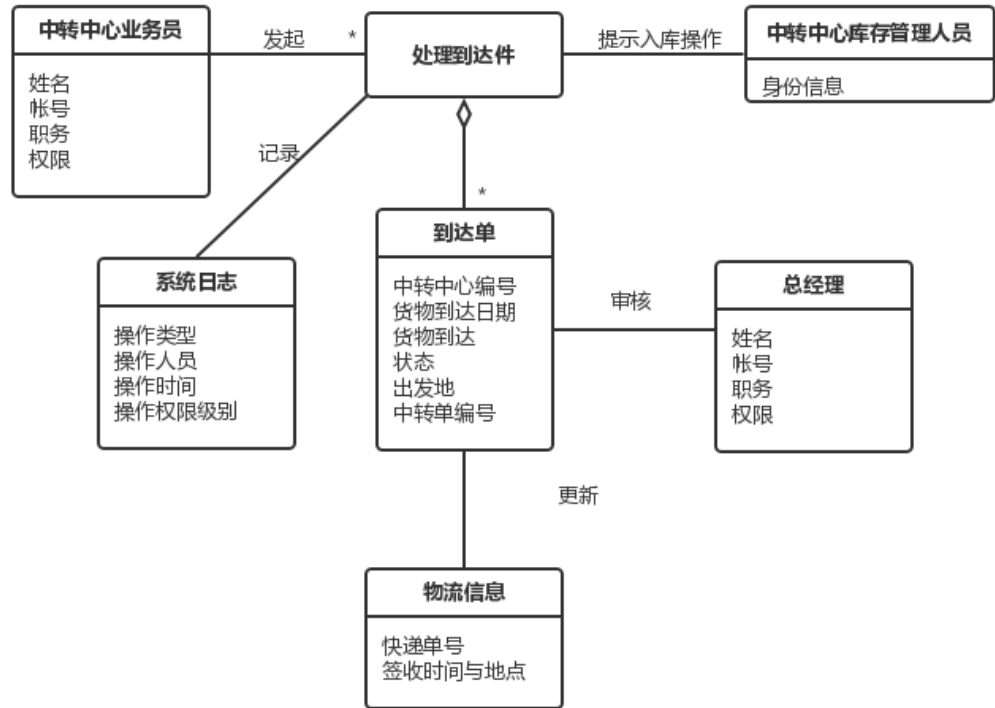 中转中心业务员
姓名
帐号
职务
权限
发起
*
处理到达件
提示入库操作
中转中心库存管理人员
身份信息
记录
*
系统日志
操作类型
操作人员
操作时间
操作权限级别
到达单
中转中心编号
货物到达日期
货物到达
状态
出发地
中转单编号
审核
总经理
姓名
帐号
职务
权限
更新
物流信息
快递单号
签收时间与地点